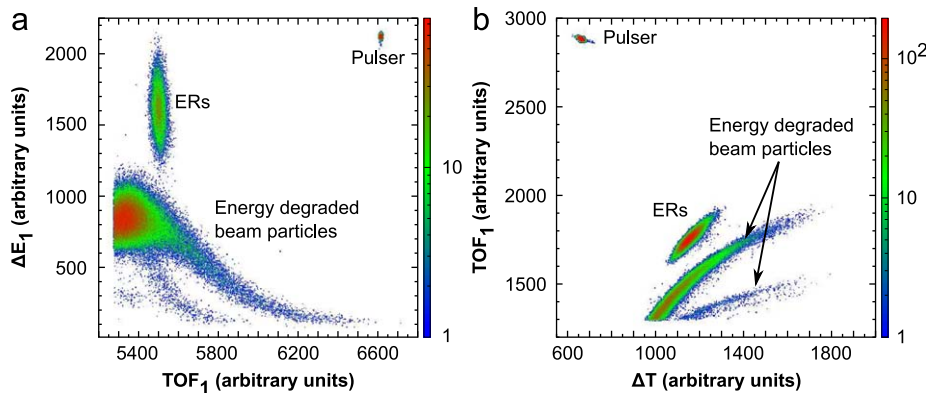 a
2000
1500
1000
500
ΔE₁ (arbitrary units)
5400 5800 6200 6600
TOF₁ (arbitrary units)
ERs
Pulser
Energy degraded
beam particles
10
1
b
3000
2500
2000
1500
TOF₁ (arbitrary units)
600 1000 1400 1800
ΔT (arbitrary units)
Pulser
Energy degraded
beam particles
ERs
10²
10
1